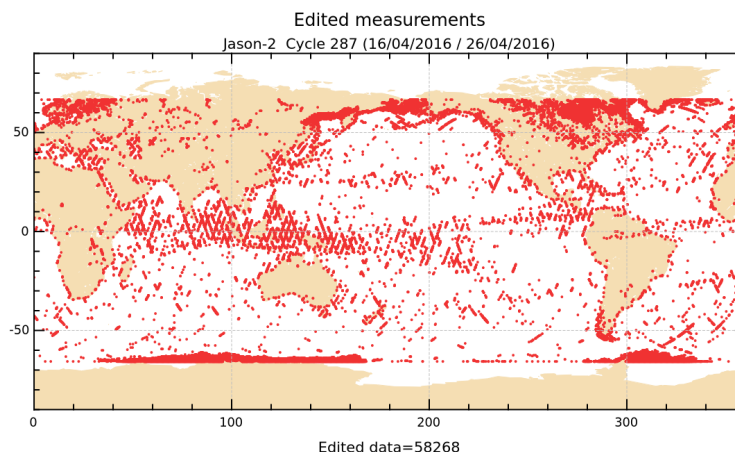 Edited measurements
Jason-2 Cycle 287 (16/04/2016 / 26/04/2016)
50
0
-50
0 100 200 300
Edited data=58268